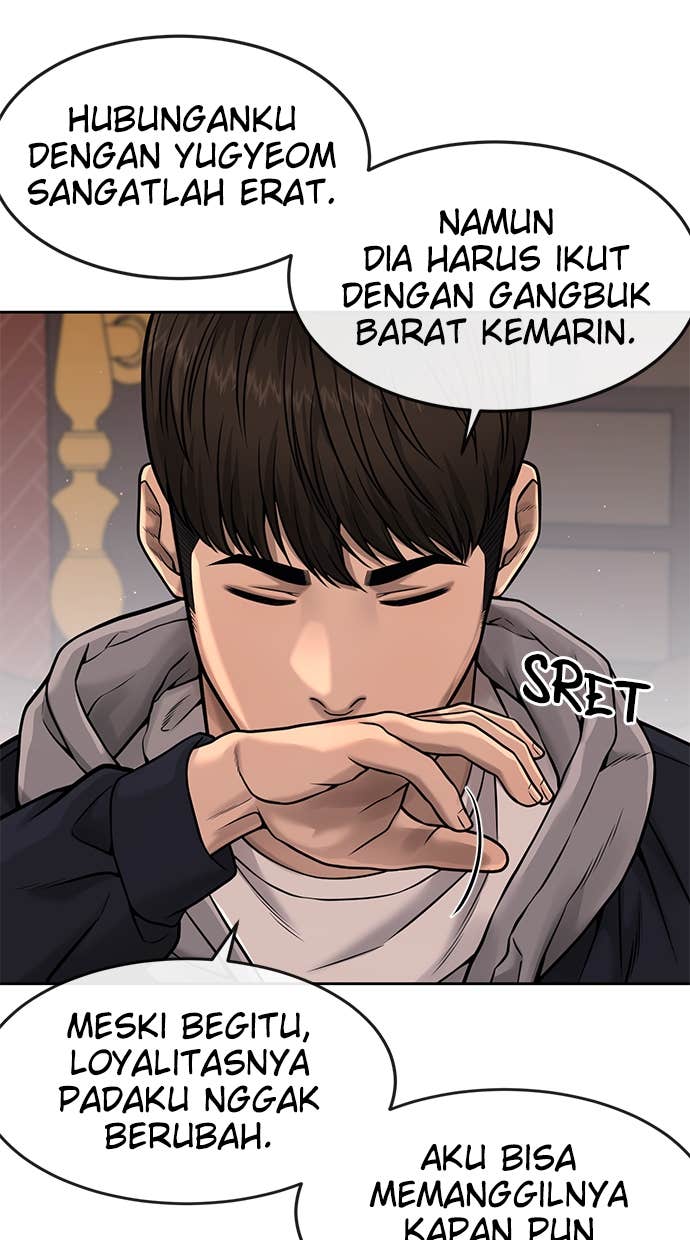 HUBUNGANKU
DENGAN YUGYEOM
SANGATLAH ERAT.
NAMUN
DIA HARUS IKUT
DENGAN GANGBUK
BARAT KEMARIN.
SRET
MESKI BEGITU,
LOYALITASNYA
PADAKU NGGAK
BERUBAH.
AKU BISA
MEMANGGILNYA
KAPAN PUN